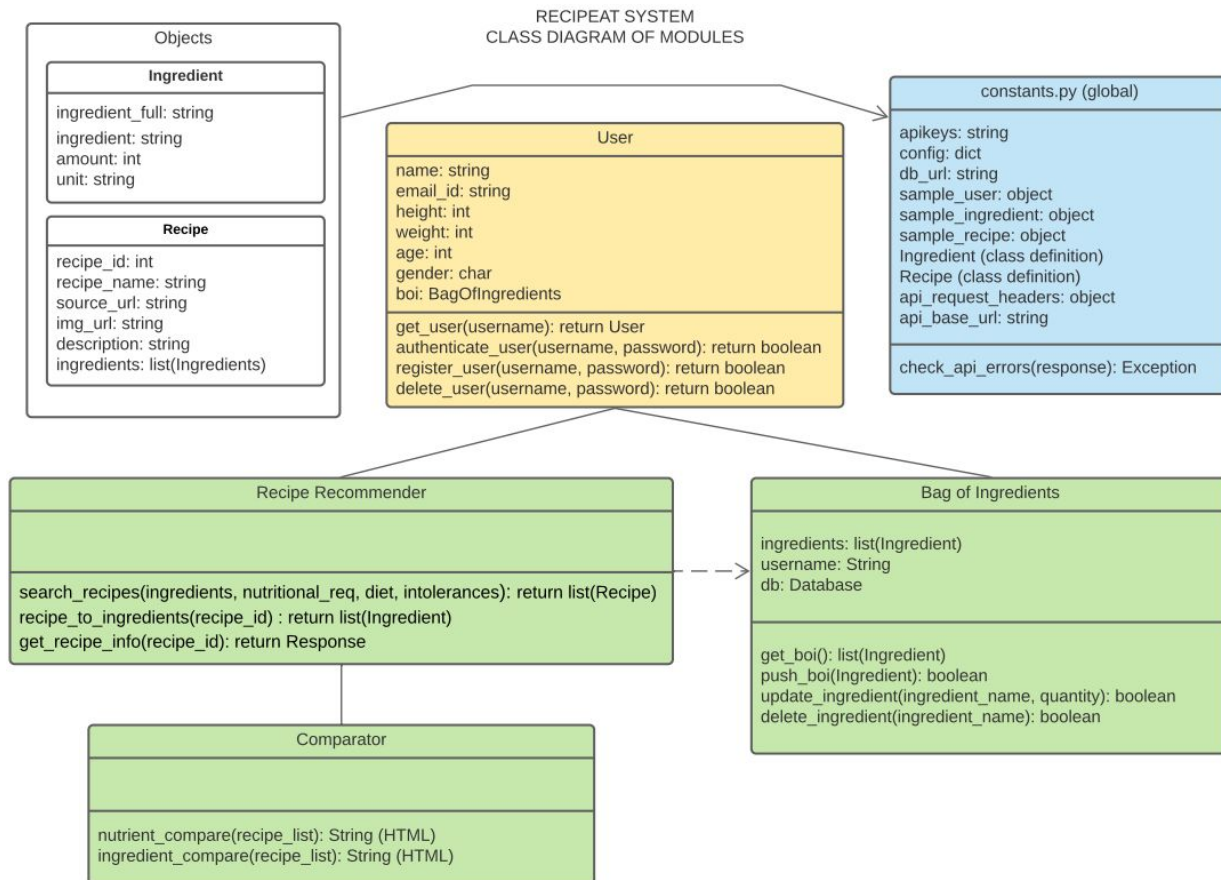 RECIPEAT SYSTEM
CLASS DIAGRAM OF MODULES
Objects
Ingredient
ingredient_full: string
ingredient: string
amount: int
unit: string
Recipe
recipe_id: int
recipe_name: string
source_url: string
img_url: string
description: string
ingredients: list(Ingredients)
User
name: string
email_id: string
height: int
weight: int
age: int
gender: char
boi: BagOfIngredients
get_user(username): return User
authenticate_user(username, password): return boolean
register_user(username, password): return boolean
delete_user(username, password): return boolean
constants.py (global)
apikeys: string
config: dict
db_url: string
sample_user: object
sample_ingredient: object
sample_recipe: object
Ingredient (class definition)
Recipe (class definition)
api_request_headers: object
api_base_url: string
check_api_errors(response): Exception
Recipe Recommender
search_recipes(ingredients, nutritional_req, diet, intolerances): return list(Recipe)
recipe_to_ingredients(recipe_id) : return list(Ingredient)
get_recipe_info(recipe_id): return Response
Bag of Ingredients
ingredients: list(Ingredient)
username: String
db: Database
get_boi(): list(Ingredient)
push_boi(Ingredient): boolean
update_ingredient(ingredient_name, quantity): boolean
delete_ingredient(ingredient_name): boolean
Comparator
nutrient_compare(recipe_list): String (HTML)
ingredient_compare(recipe_list): String (HTML)